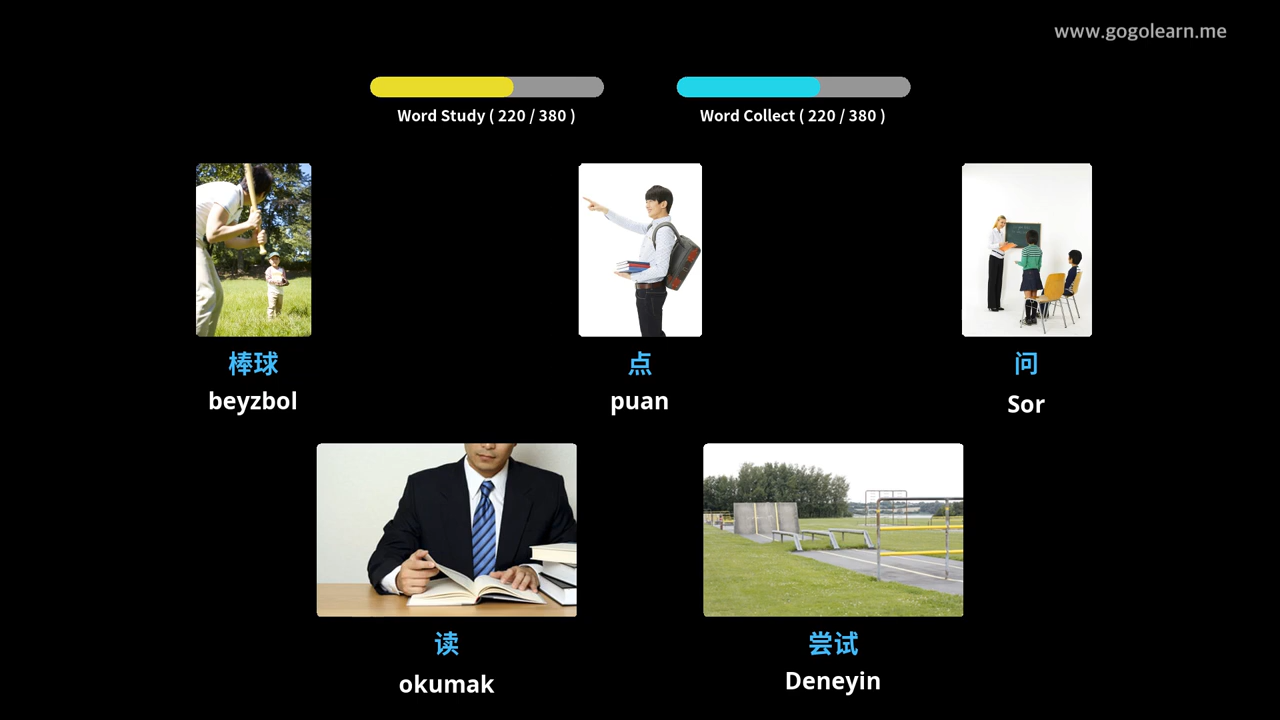 www.gogolearn.me
Word Study ( 220 / 380 )
Word Collect ( 220 / 380 )
棒球
beyzbol
点
puan
问
Sor
读
okumak
尝试
Deneyin